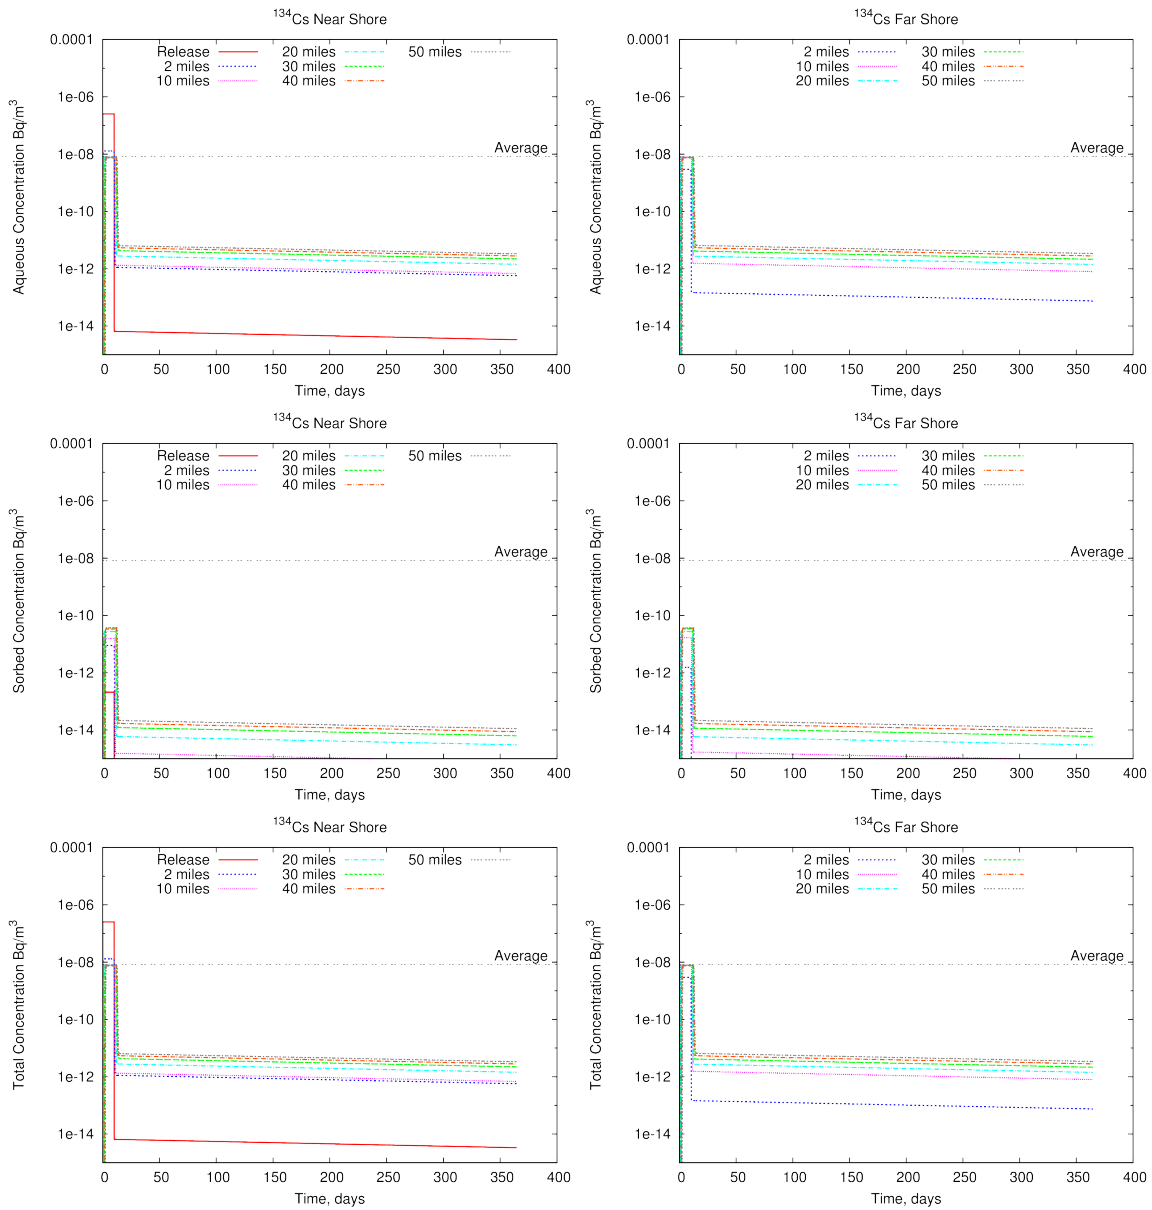 134Cs Near Shore
Aqueous Concentration Bq/m3
0.0001
1e-06
1e-08
1e-10
1e-12
1e-14
Release
2 miles
10 miles
20 miles
30 miles
40 miles
50 miles
Average
0 50 100 150 200 250 300 350 400
Time, days
134Cs Far Shore
Aqueous Concentration Bq/m3
0.0001
1e-06
1e-08
1e-10
1e-12
1e-14
2 miles
10 miles
20 miles
30 miles
40 miles
50 miles
Average
0 50 100 150 200 250 300 350 400
Time, days
134Cs Near Shore
Sorbed Concentration Bq/m3
0.0001
1e-06
1e-08
1e-10
1e-12
1e-14
Release
2 miles
10 miles
20 miles
30 miles
40 miles
50 miles
Average
0 50 100 150 200 250 300 350 400
Time, days
134Cs Far Shore
Sorbed Concentration Bq/m3
0.0001
1e-06
1e-08
1e-10
1e-12
1e-14
2 miles
10 miles
20 miles
30 miles
40 miles
50 miles
Average
0 50 100 150 200 250 300 350 400
Time, days
134Cs Near Shore
Total Concentration Bq/m3
0.0001
1e-06
1e-08
1e-10
1e-12
1e-14
Release
2 miles
10 miles
20 miles
30 miles
40 miles
50 miles
Average
0 50 100 150 200 250 300 350 400
Time, days
134Cs Far Shore
Total Concentration Bq/m3
0.0001
1e-06
1e-08
1e-10
1e-12
1e-14
2 miles
10 miles
20 miles
30 miles
40 miles
50 miles
Average
0 50 100 150 200 250 300 350 400
Time, days